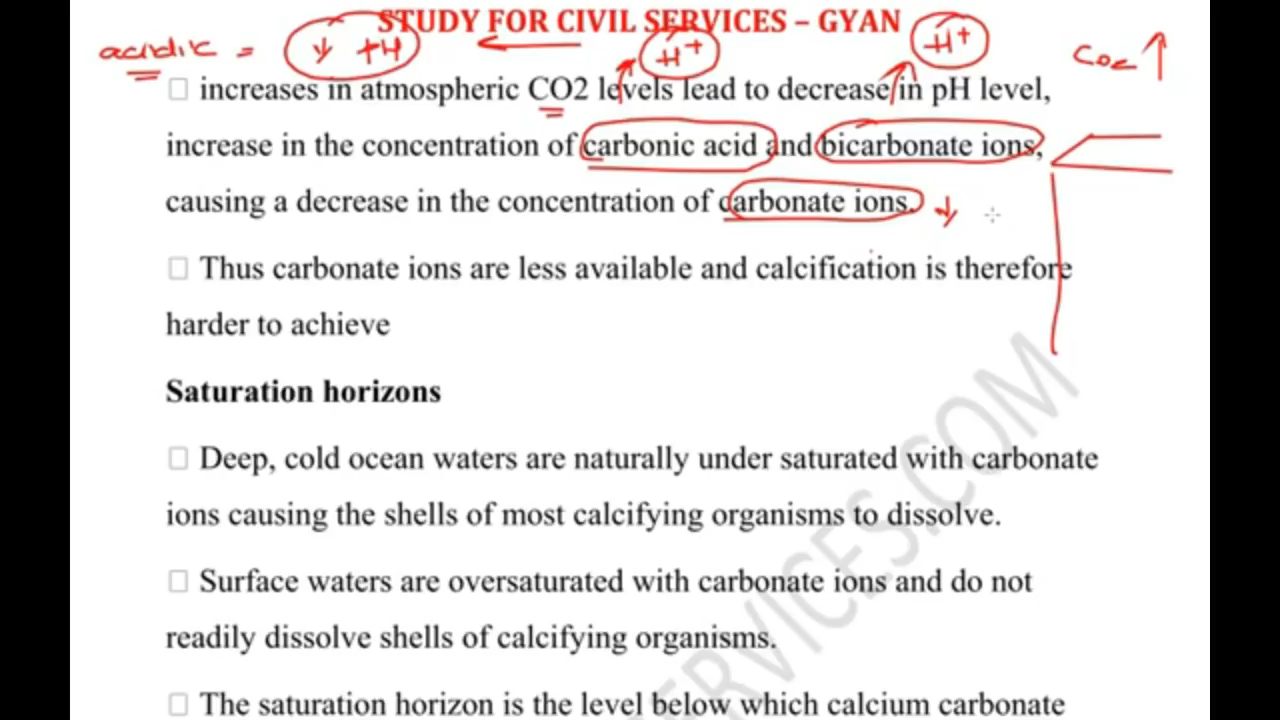 STUDY FOR CIVIL SERVICES – GYAN
acidic = ↓ PH
H+
H+
CO2 ↑
increases in atmospheric CO2 levels lead to decrease in pH level,
increase in the concentration of carbonic acid and bicarbonate ions,
causing a decrease in the concentration of carbonate ions.
Thus carbonate ions are less available and calcification is therefore
harder to achieve
Saturation horizons
Deep, cold ocean waters are naturally under saturated with carbonate
ions causing the shells of most calcifying organisms to dissolve.
Surface waters are oversaturated with carbonate ions and do not
readily dissolve shells of calcifying organisms.
The saturation horizon is the level below which calcium carbonate
SERVICES.COM